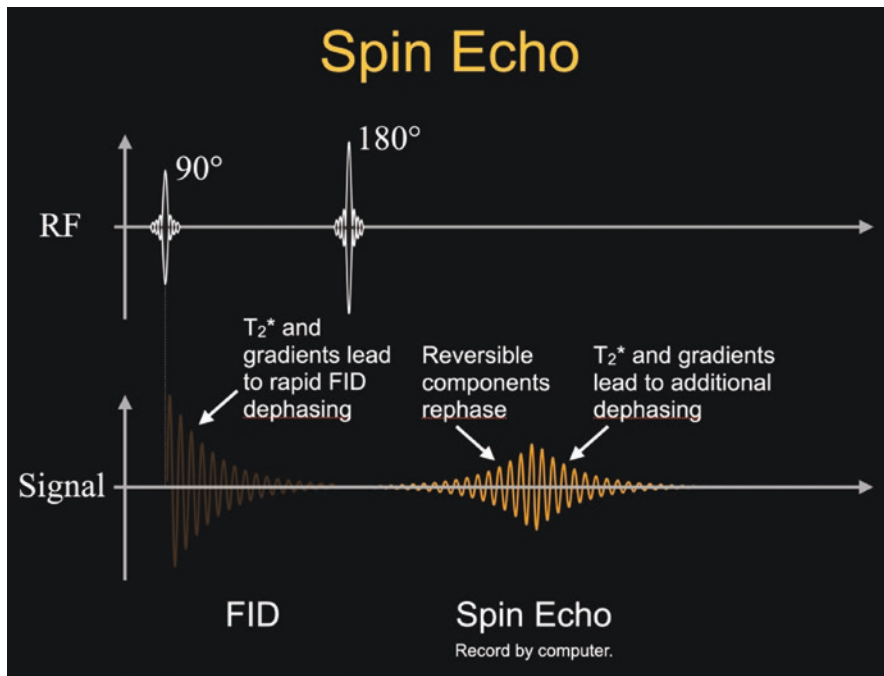 Spin Echo
90°
180°
RF
T₂* and
gradients lead
to rapid FID
dephasing
Reversible
components
rephase
T₂* and gradients
lead to additional
dephasing
Signal
FID
Spin Echo
Record by computer.